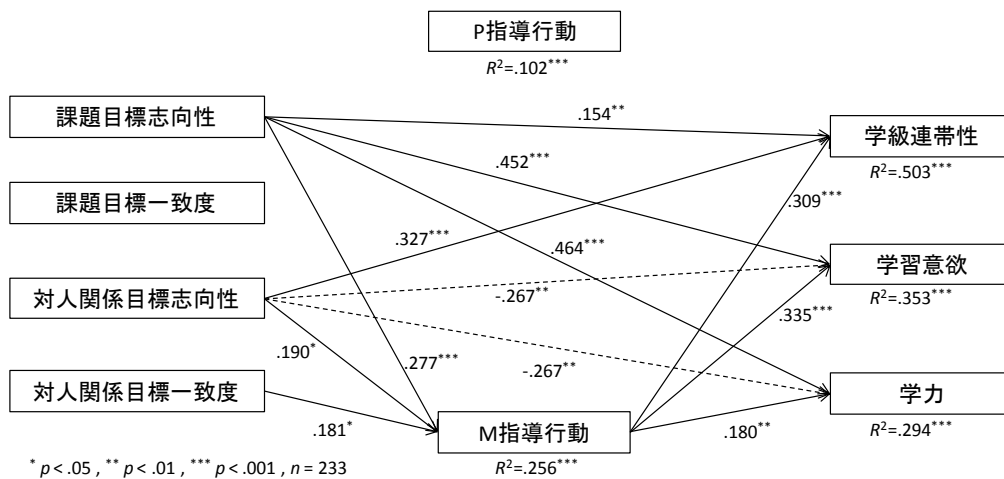 P指導行動
R²=.102***
課題目標志向性
.154**
学級連帯性
R²=.503***
.452***
課題目標一致度
.309***
.327***
.464***
学習意欲
R²=.353***
対人関係目標志向性
-.267**
.335***
.190*
.277***
-.267**
対人関係目標一致度
学力
R²=.294***
.181*
M指導行動
.180**
R²=.256***
* p < .05 , ** p < .01 , *** p < .001 , n = 233